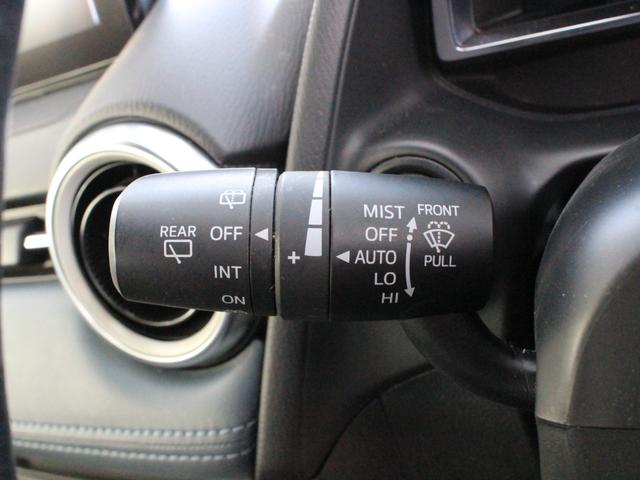 REAR
OFF
INT
ON
+
MIST
OFF
AUTO
LO
HI
FRONT
PULL